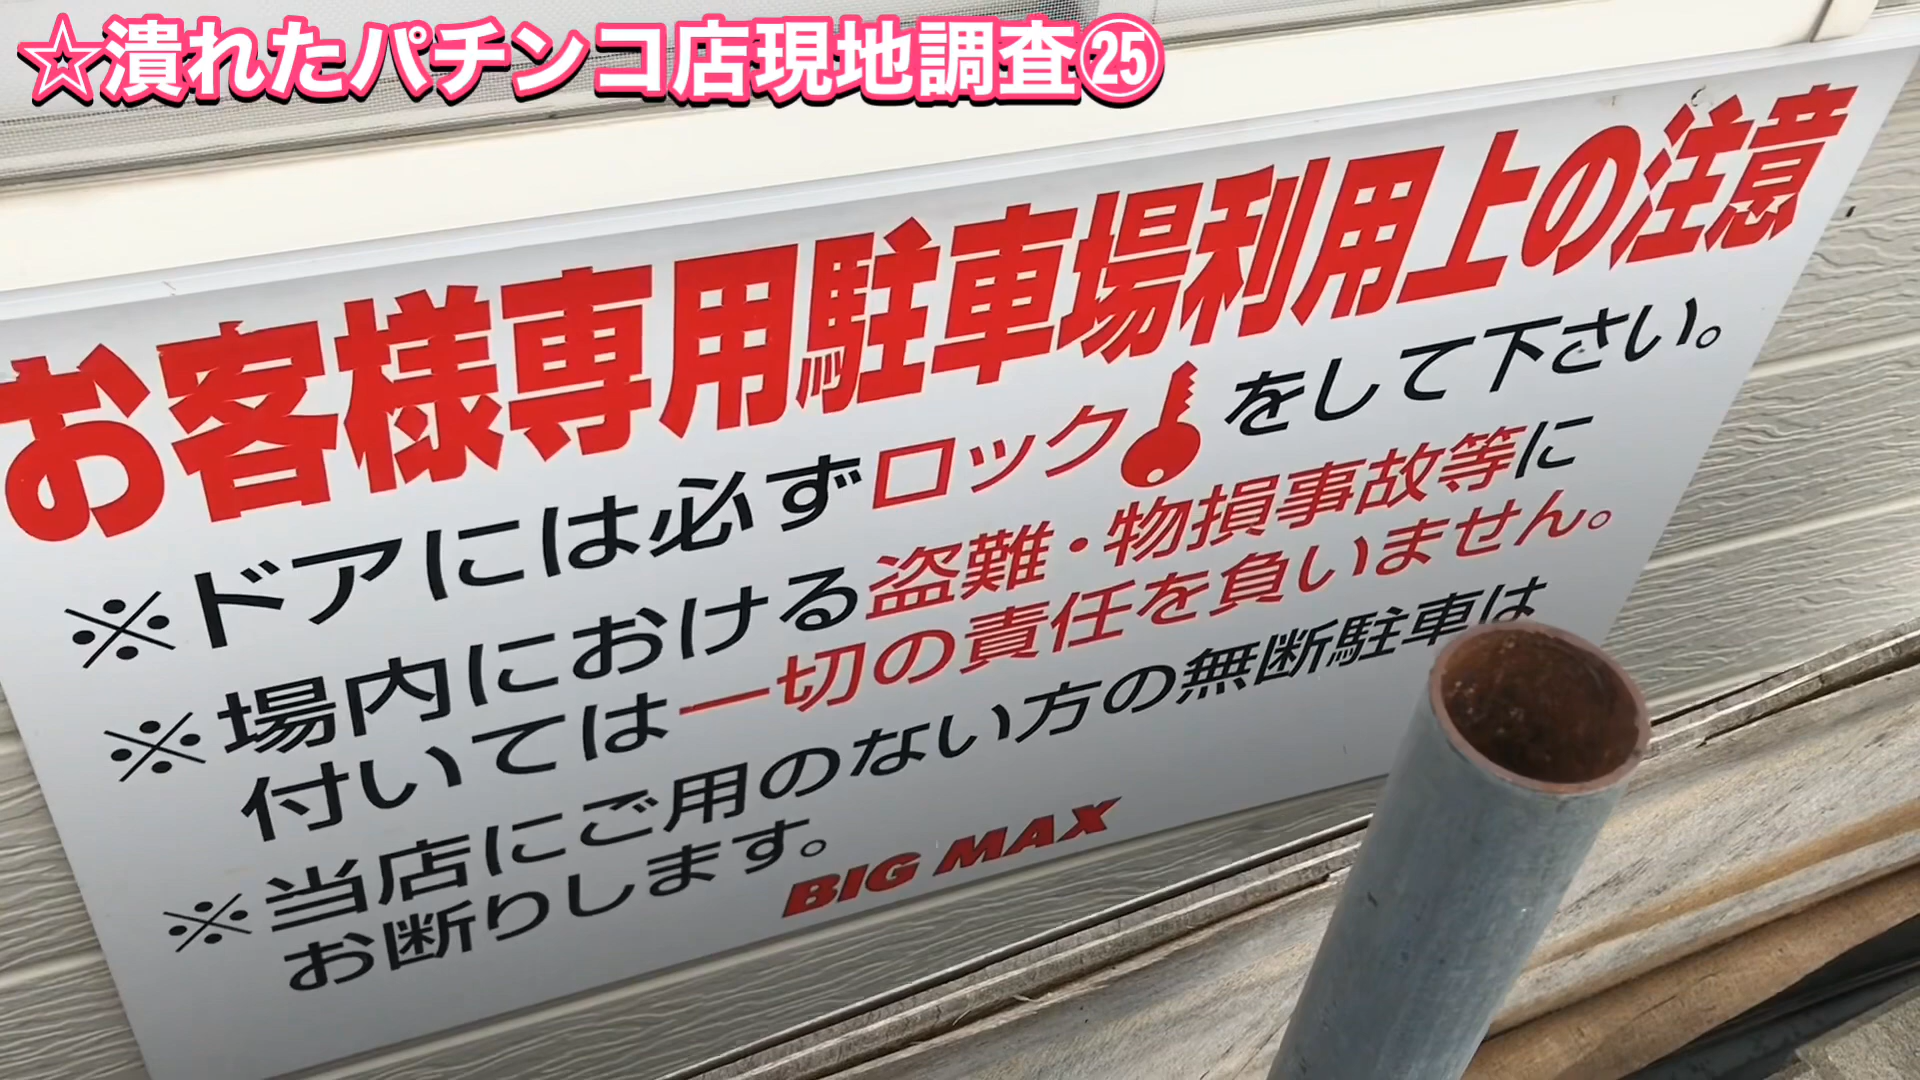 ☆潰れたパチンコ店現地調査㉕
お客様専用駐車場利用上の注意
※ドアには必ずロックをして下さい。
※場内における盗難・物損事故等に
付いては一切の責任を負いません。
※当店にご用のない方の無断駐車は
お断りします。
BIG MAX